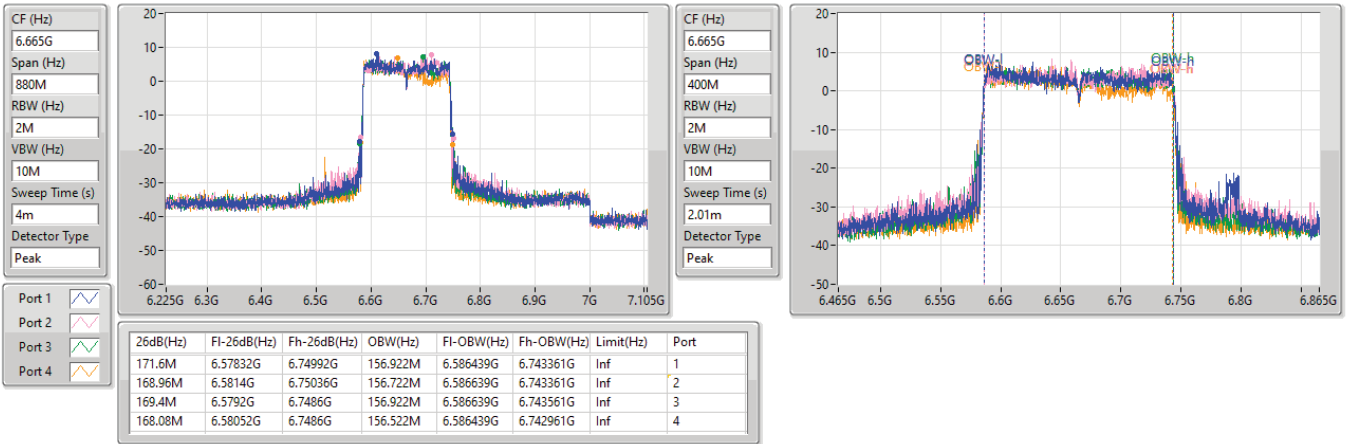 CF (Hz)
6.665G
Span (Hz)
880M
RBW (Hz)
2M
VBW (Hz)
10M
Sweep Time (s)
4m
Detector Type
Peak
20
10
0
-10
-20
-30
-40
-50
-60
6.225G 6.3G 6.4G 6.5G 6.6G 6.7G 6.8G 6.9G 7G 7.105G
CF (Hz)
6.665G
Span (Hz)
400M
RBW (Hz)
2M
VBW (Hz)
10M
Sweep Time (s)
2.01m
Detector Type
Peak
20
10
0
-10
-20
-30
-40
-50
OBW-l OBW-h
6.465G 6.5G 6.55G 6.6G 6.65G 6.7G 6.75G 6.8G 6.865G
Port 1
Port 2
Port 3
Port 4
26dB(Hz) Fl-26dB(Hz) Fh-26dB(Hz) OBW(Hz) Fl-OBW(Hz) Fh-OBW(Hz) Limit(Hz) Port
171.6M 6.57832G 6.74992G 156.922M 6.586439G 6.743361G Inf 1
168.96M 6.5814G 6.75036G 156.722M 6.586639G 6.743361G Inf 2
169.4M 6.5792G 6.7486G 156.922M 6.586639G 6.743561G Inf 3
168.08M 6.58052G 6.7486G 156.522M 6.586439G 6.742961G Inf 4